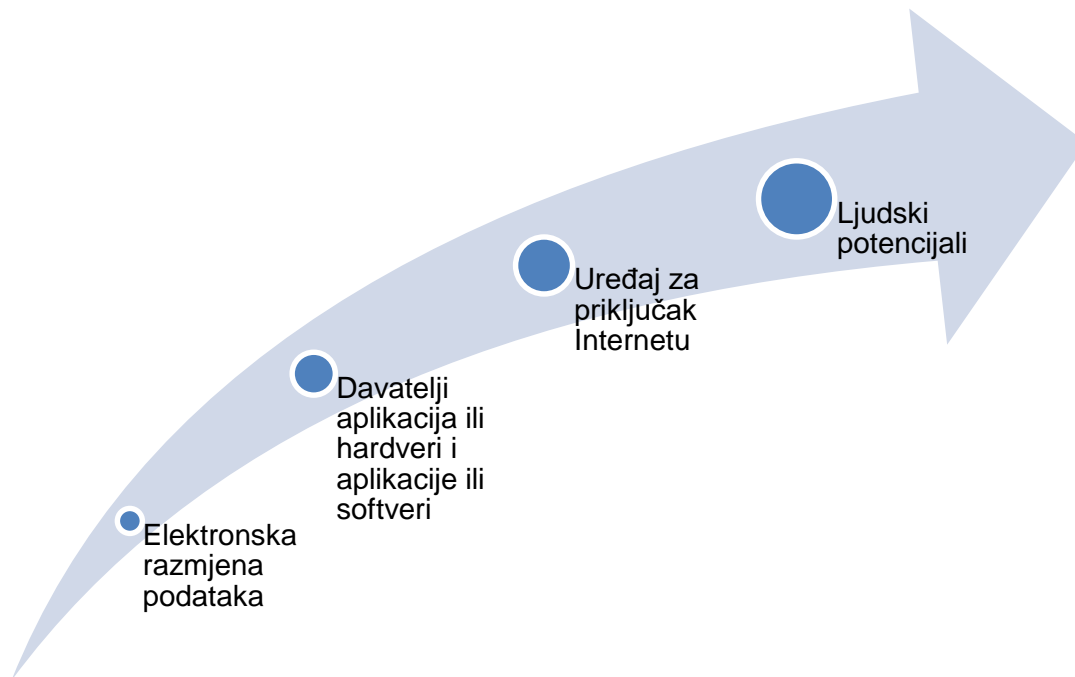 Elektronska
razmjena
podataka
Davatelji
aplikacija ili
hardveri i
aplikacije ili
softveri
Uređaj za
priključak
Internetu
Ljudski
potencijali